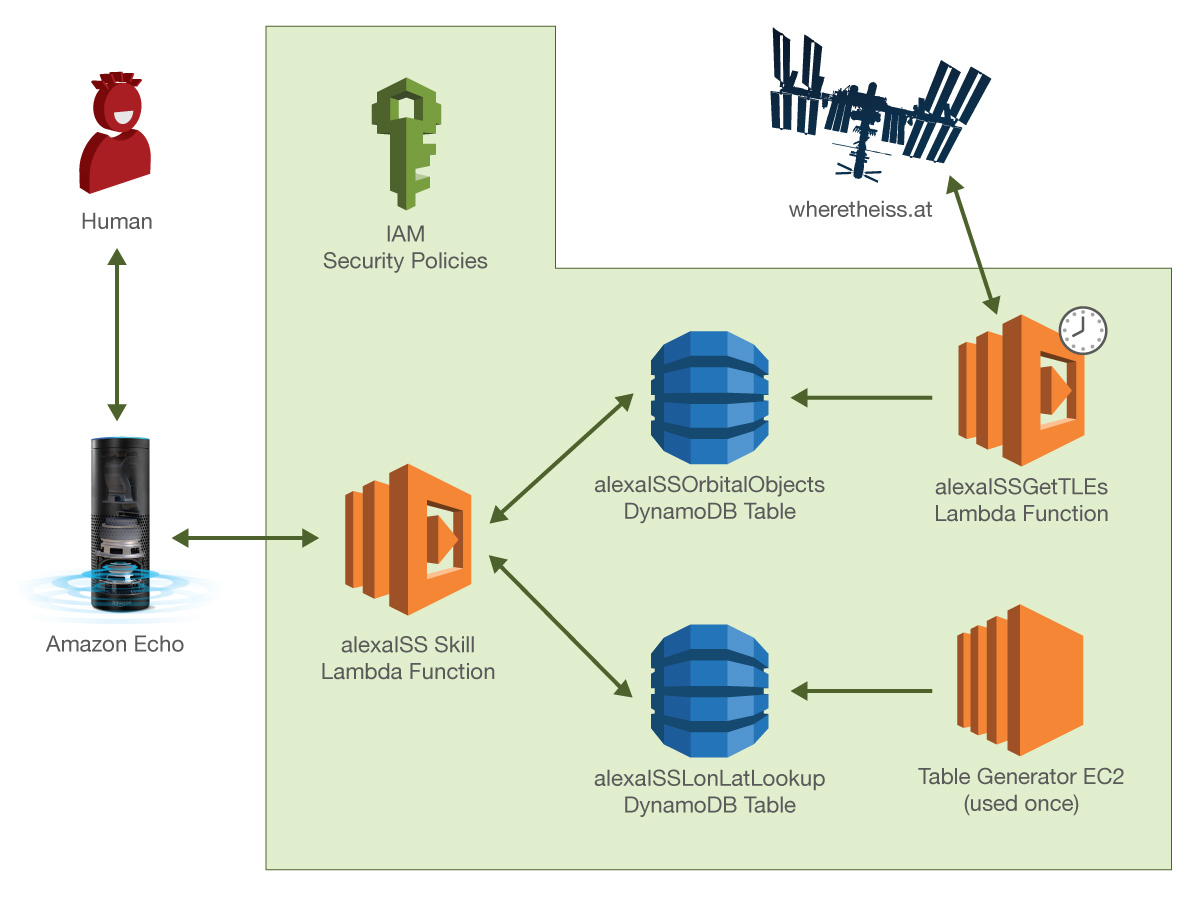 Human
IAM
Security Policies
wheretheiss.at
alexaISSOrbitalObjects
DynamoDB Table
alexaISSGetTLEs
Lambda Function
Amazon Echo
alexaISS Skill
Lambda Function
alexaISSLonLatLookup
DynamoDB Table
Table Generator EC2
(used once)